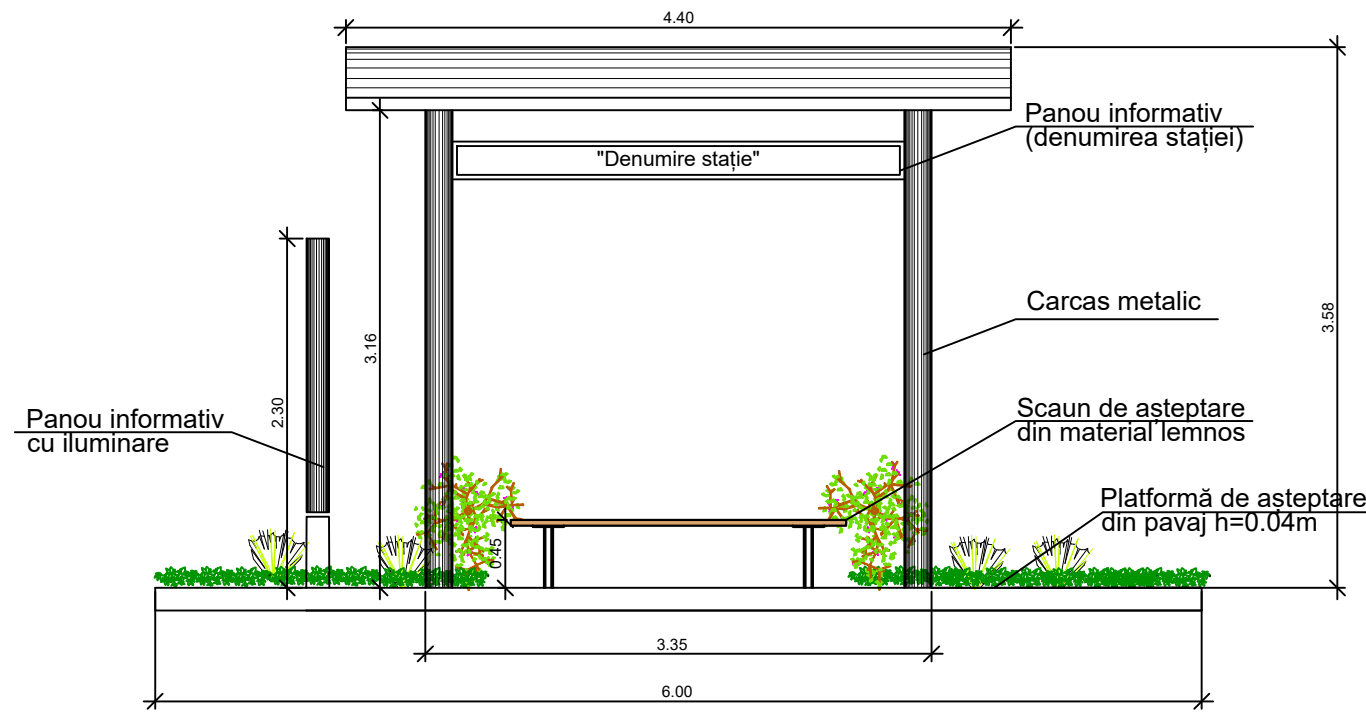 4.40
Panou informativ
(denumirea stației)
"Denumire stație"
3.58
Carcas metalic
3.16
2.30
Panou informativ
cu iluminare
Scaun de așteptare
din material lemnos
Platformă de așteptare
din pavaj h=0.04m
0.45
3.35
6.00